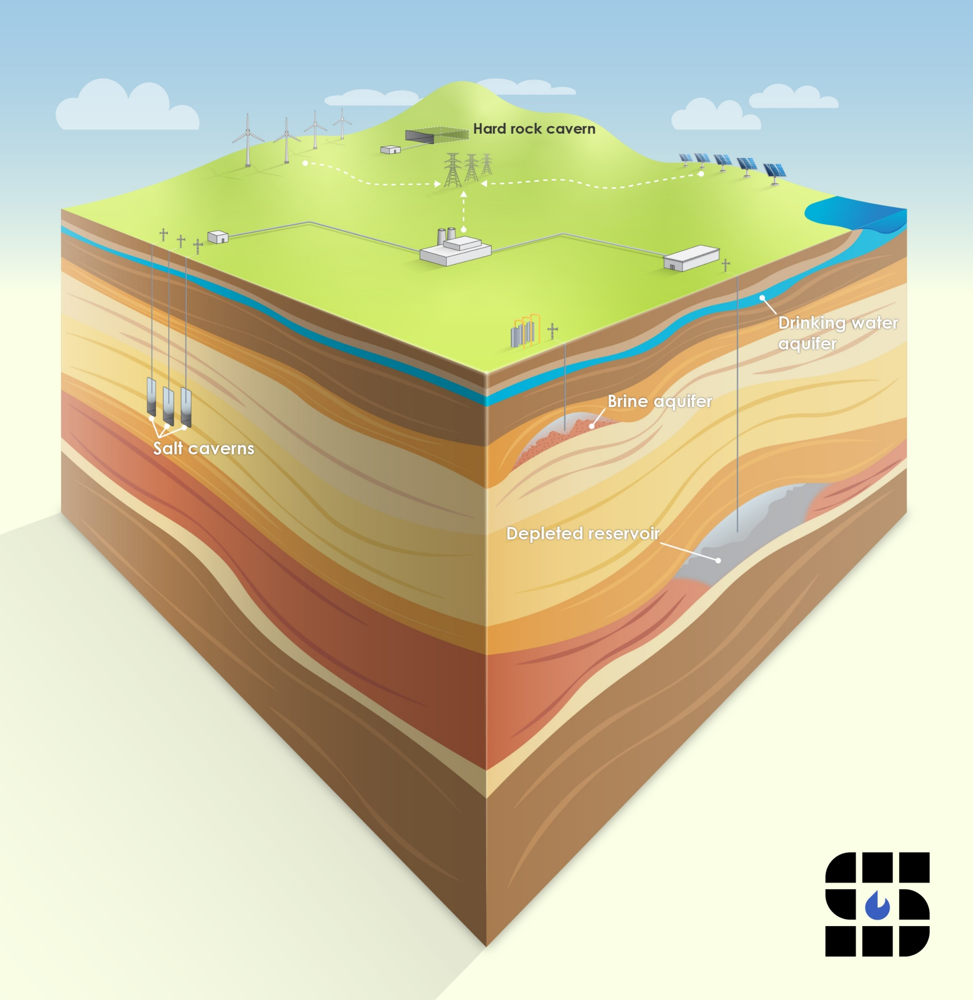 Hard rock cavern
Drinking water
aquifer
Brine aquifer
Salt caverns
Depleted reservoir